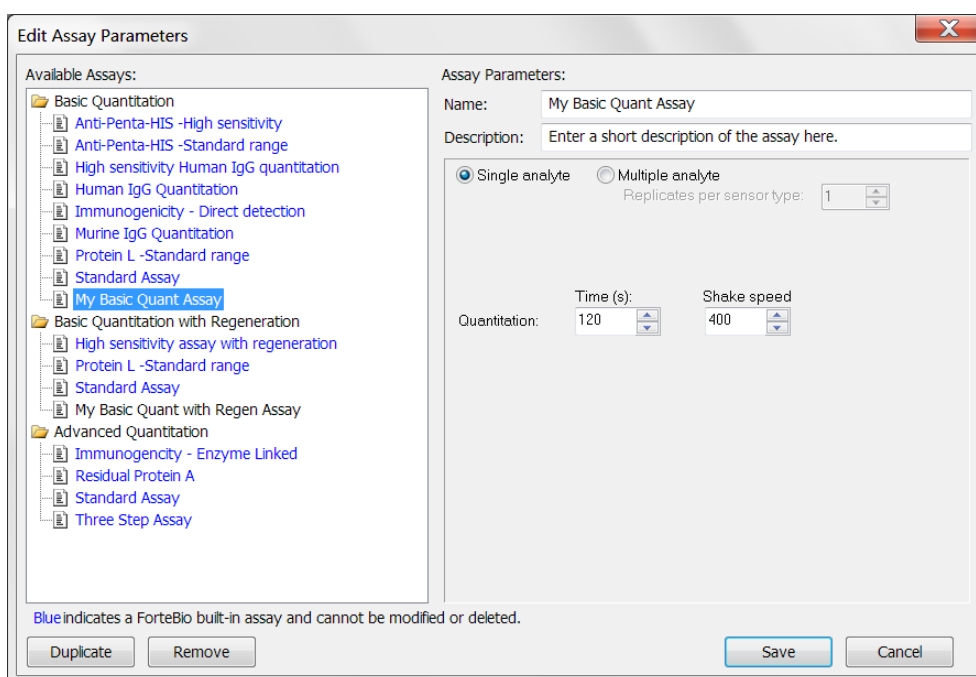 Edit Assay Parameters
Available Assays:
Basic Quantitation
Anti-Penta-HIS -High sensitivity
Anti-Penta-HIS -Standard range
High sensitivity Human IgG quantitation
Human IgG Quantitation
Immunogenicity - Direct detection
Murine IgG Quantitation
Protein L -Standard range
Standard Assay
My Basic Quant Assay
Basic Quantitation with Regeneration
High sensitivity assay with regeneration
Protein L -Standard range
Standard Assay
My Basic Quant with Regen Assay
Advanced Quantitation
Immunogencity - Enzyme Linked
Residual Protein A
Standard Assay
Three Step Assay
Assay Parameters:
Name: My Basic Quant Assay
Description: Enter a short description of the assay here.
Single analyte Multiple analyte
Replicates per sensor type: 1
Time (s): Shake speed
Quantitation: 120 400
Blue indicates a ForteBio built-in assay and cannot be modified or deleted.
Duplicate Remove Save Cancel